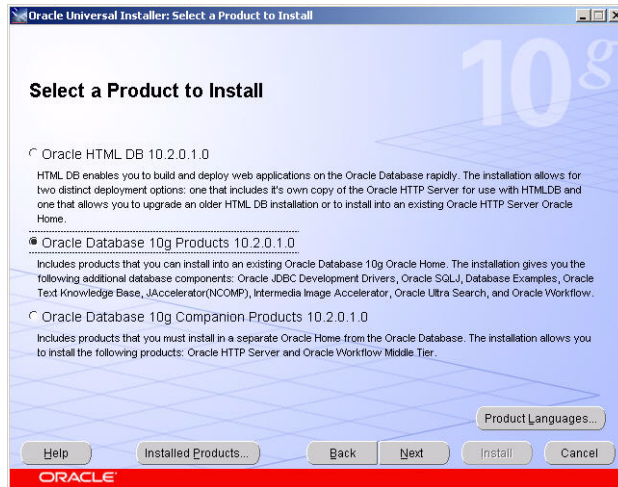 Oracle Universal Installer: Select a Product to Install
10g
Select a Product to Install
Oracle HTML DB 10.2.0.1.0
HTML DB enables you to build and deploy web applications on the Oracle Database rapidly. The installation allows for
two distinct deployment options: one that includes it's own copy of the Oracle HTTP Server for use with HTMLDB and
one that allows you to upgrade an older HTML DB installation or to install into an existing Oracle HTTP Server Oracle
Home.
Oracle Database 10g Products 10.2.0.1.0
Includes products that you can install into an existing Oracle Database 10g Oracle Home. The installation gives you the
following additional database components: Oracle JDBC Development Drivers, Oracle SQLJ, Database Examples, Oracle
Text Knowledge Base, JAccelerator(NCOMP), Intermedia Image Accelerator, Oracle Ultra Search, and Oracle Workflow.
Oracle Database 10g Companion Products 10.2.0.1.0
Includes products that you must install in a separate Oracle Home from the Oracle Database. The installation allows you
to install the following products: Oracle HTTP Server and Oracle Workflow Middle Tier.
Product Languages...
Help Installed Products... Back Next Install Cancel
ORACLE